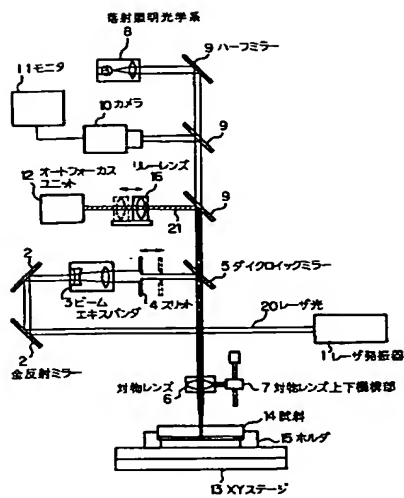 落射照明光学系
8
9 ハーフミラー
11 モニタ
10 カメラ
9
12 オートフォーカス
ユニット
リレーレンズ
16
9
21
2
5 ダイクロイックミラー
3 ビーム
エキスパンダ
4 スリット
20 レーザ光
2
全反射ミラー
1 レーザ発振器
対物レンズ
6
7 対物レンズ上下機構部
14 試料
15 ホルダ
13 XYステージ